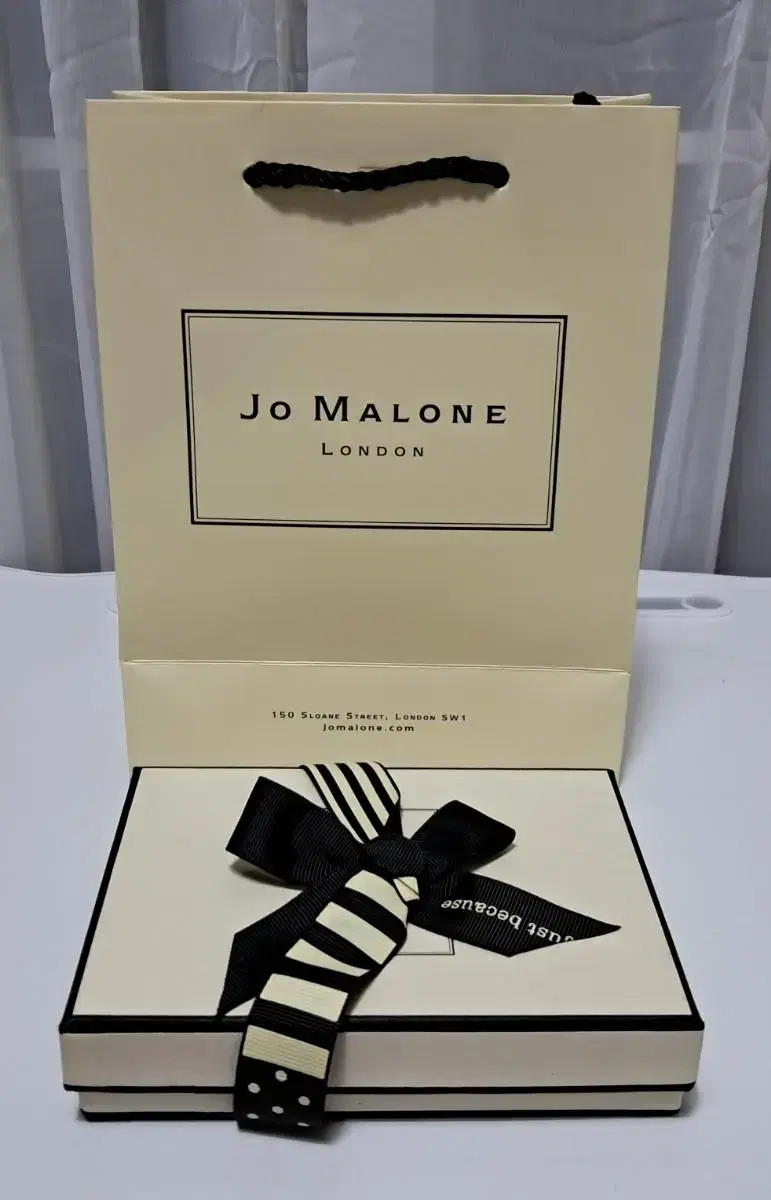 Jo Malone
London
150 Sloane Street, London SW1
jomalone.com
just because